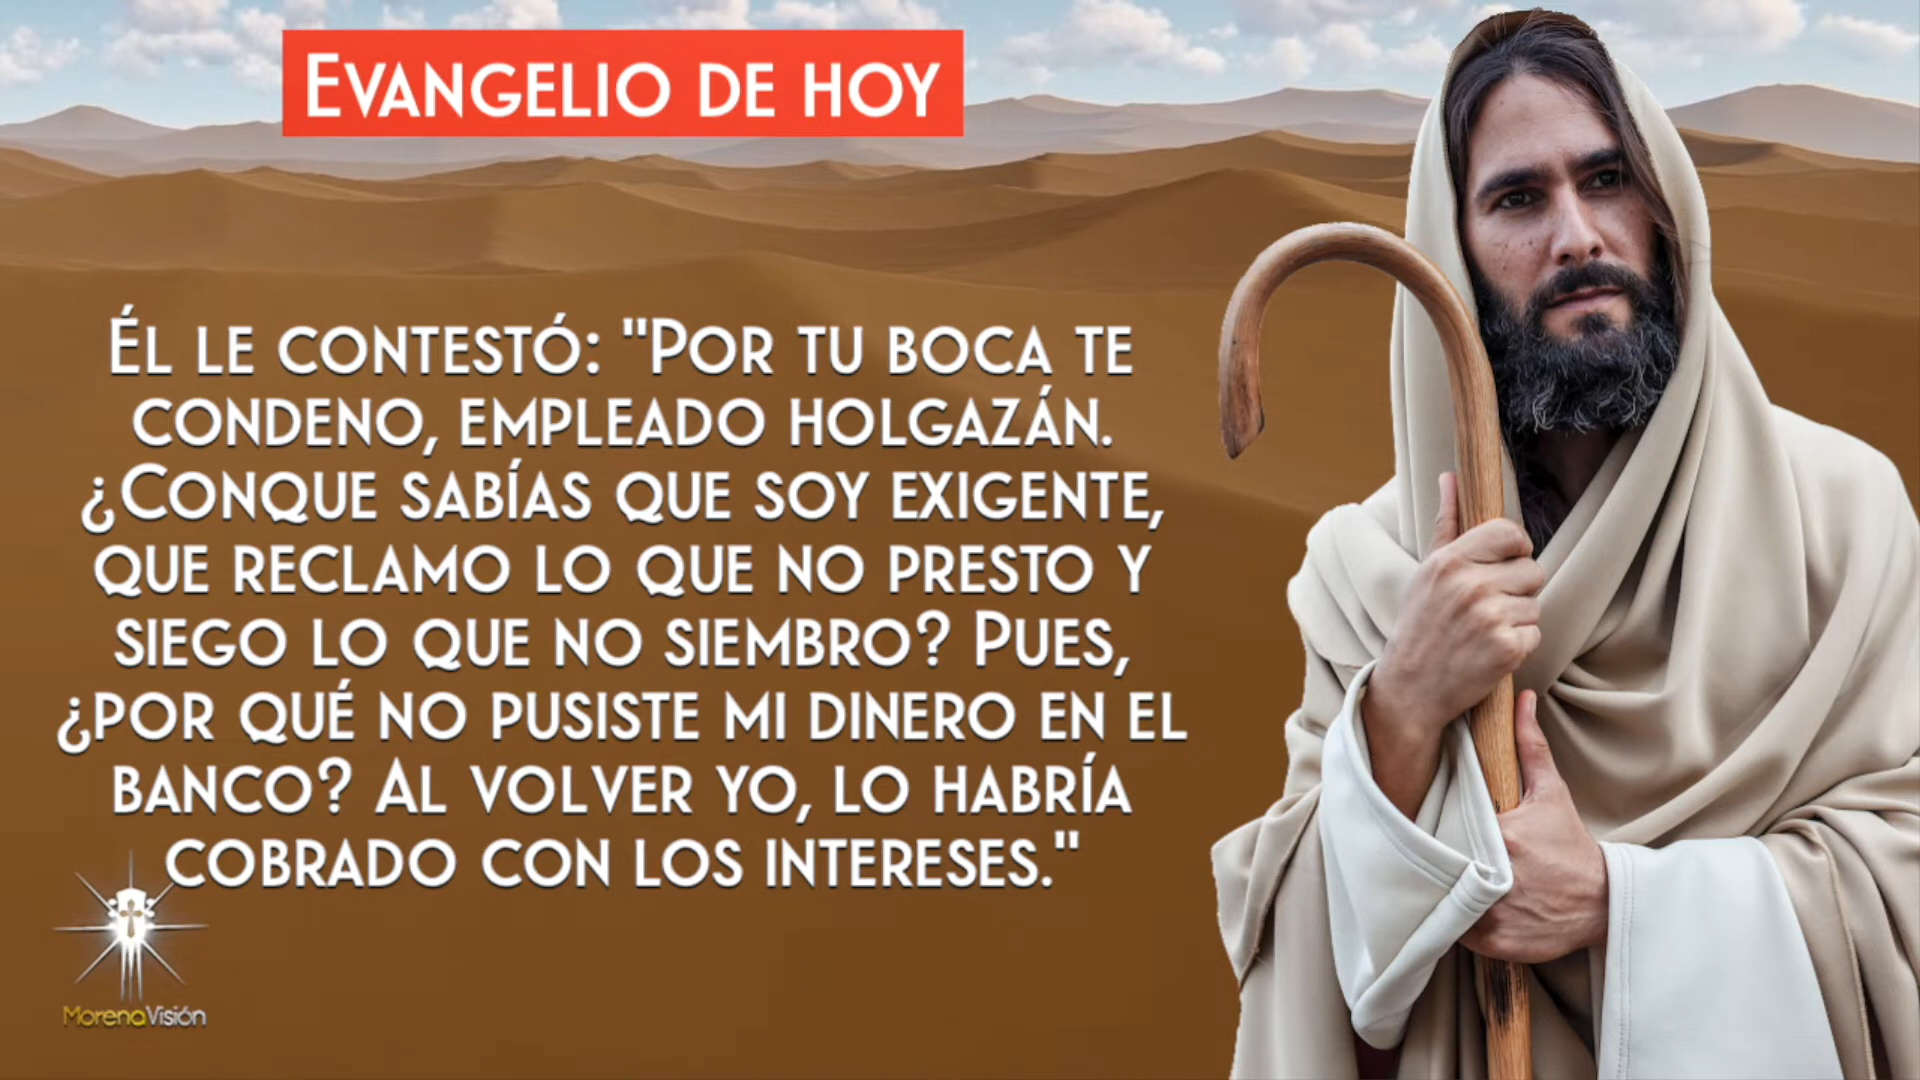 Evangelio de hoy
Él le contestó: "Por tu boca te
condeno, empleado holgazán.
¿Conque sabías que soy exigente,
que reclamo lo que no presto y
siego lo que no siembro? Pues,
¿por qué no pusiste mi dinero en el
banco? Al volver yo, lo habría
cobrado con los intereses."
MorenaVisión